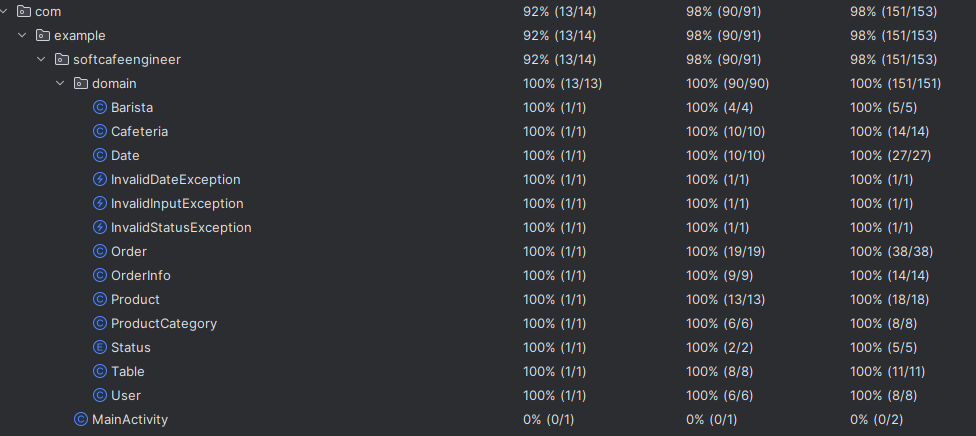 com 92% (13/14) 98% (90/91) 98% (151/153)
example 92% (13/14) 98% (90/91) 98% (151/153)
softcafeengineer 92% (13/14) 98% (90/91) 98% (151/153)
domain 100% (13/13) 100% (90/90) 100% (151/151)
Barista 100% (1/1) 100% (4/4) 100% (5/5)
Cafeteria 100% (1/1) 100% (10/10) 100% (14/14)
Date 100% (1/1) 100% (10/10) 100% (27/27)
InvalidDateException 100% (1/1) 100% (1/1) 100% (1/1)
InvalidInputException 100% (1/1) 100% (1/1) 100% (1/1)
InvalidStatusException 100% (1/1) 100% (1/1) 100% (1/1)
Order 100% (1/1) 100% (19/19) 100% (38/38)
OrderInfo 100% (1/1) 100% (9/9) 100% (14/14)
Product 100% (1/1) 100% (13/13) 100% (18/18)
ProductCategory 100% (1/1) 100% (6/6) 100% (8/8)
Status 100% (1/1) 100% (2/2) 100% (5/5)
Table 100% (1/1) 100% (8/8) 100% (11/11)
User 100% (1/1) 100% (6/6) 100% (8/8)
MainActivity 0% (0/1) 0% (0/1) 0% (0/2)